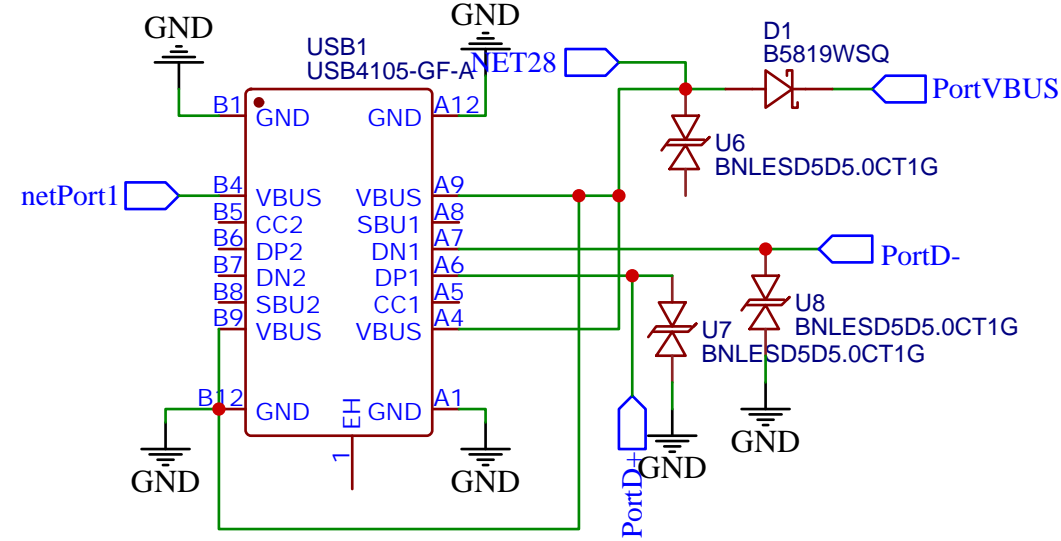 GND
GND
USB1
USB4105-GF-A
NET28
D1
B5819WSQ
PortVBUS
B1
GND
GND
A12
U6
BNLESD5D5.0CT1G
netPort1
B4
VBUS
VBUS
A9
B5
CC2
SBU1
A8
B6
DP2
DN1
A7
PortD-
B7
DN2
DP1
A6
B8
SBU2
CC1
A5
B9
VBUS
VBUS
A4
U8
BNLESD5D5.0CT1G
U7
BNLESD5D5.0CT1G
B12
GND
EH
GND
A1
1
GND
GND
PortD+
GND
GND